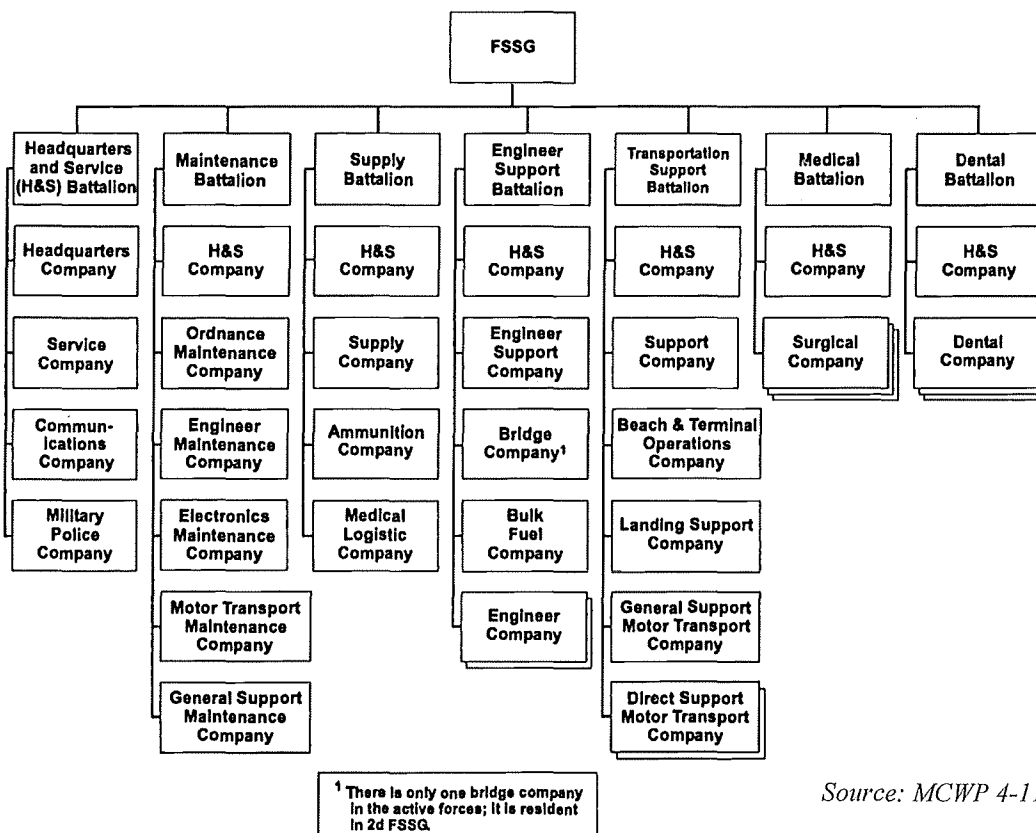 FSSG
Headquarters
and Service
(H&S) Battalion
Maintenance
Battalion
Supply
Battalion
Engineer
Support
Battalion
Transportation
Support
Battalion
Medical
Battalion
Dental
Battalion
Headquarters
Company
H&S
Company
H&S
Company
H&S
Company
H&S
Company
H&S
Company
H&S
Company
Service
Company
Ordnance
Maintenance
Company
Supply
Company
Engineer
Support
Company
Support
Company
Surgical
Company
Dental
Company
Commun-
ications
Company
Engineer
Maintenance
Company
Ammunition
Company
Bridge
Company¹
Beach & Terminal
Operations
Company
Military
Police
Company
Electronics
Maintenance
Company
Medical
Logistic
Company
Bulk
Fuel
Company
Landing Support
Company
Motor Transport
Maintenance
Company
Engineer
Company
General Support
Motor Transport
Company
General Support
Maintenance
Company
Direct Support
Motor Transport
Company
¹ There is only one bridge company
in the active forces; it is resident
in 2d FSSG.
Source: MCWP 4-1